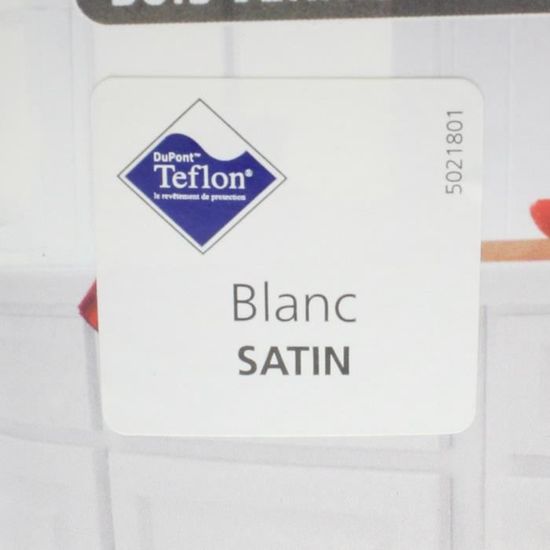 DuPont™
Teflon®
le revêtement de protection
5021801
Blanc
SATIN